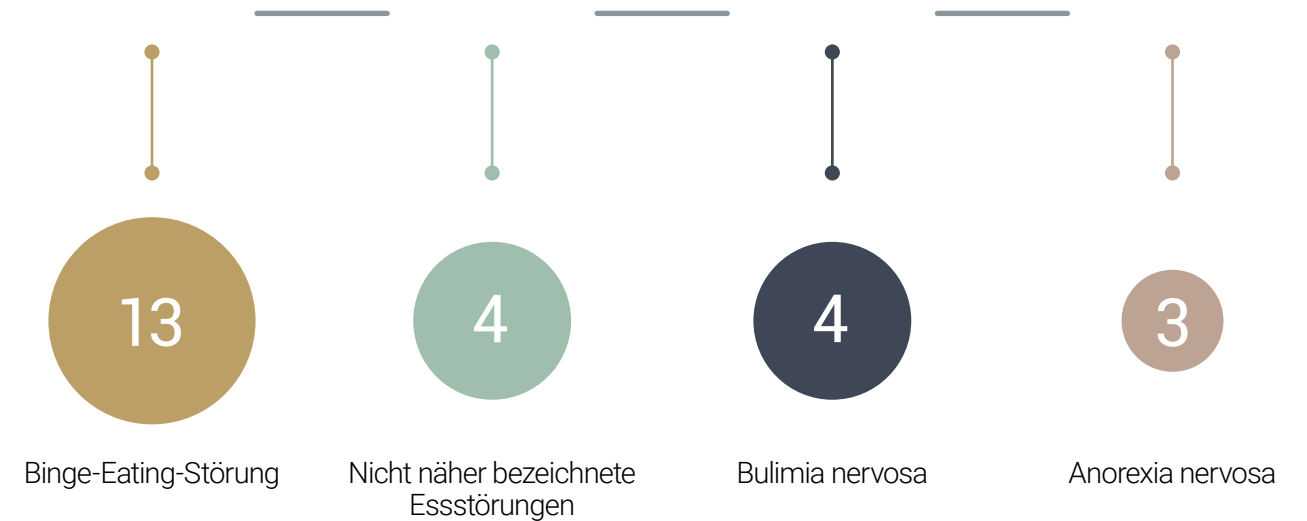 13
4
4
3
Binge-Eating-Störung
Nicht näher bezeichnete
Essstörungen
Bulimia nervosa
Anorexia nervosa